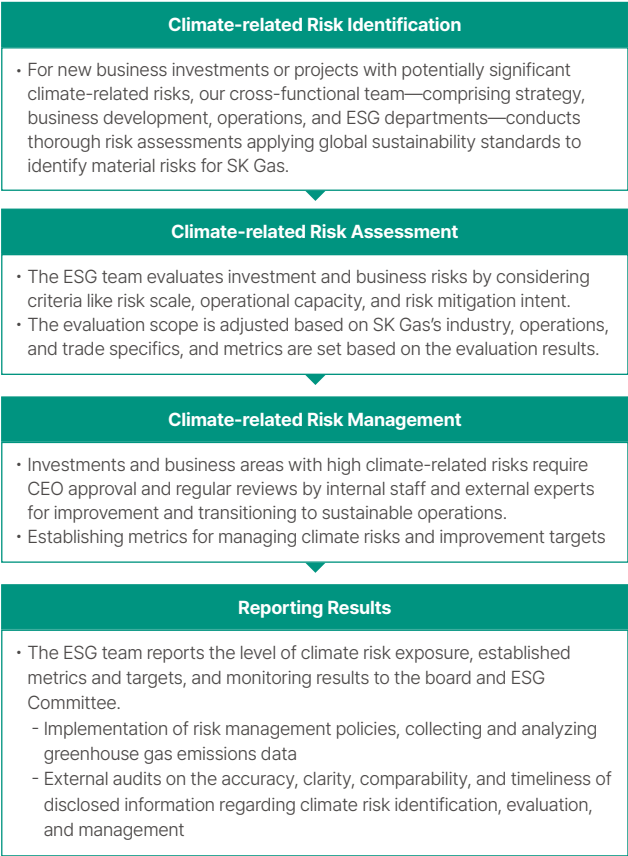 Climate-related Risk Identification
• For new business investments or projects with potentially significant
climate-related risks, our cross-functional team—comprising strategy,
business development, operations, and ESG departments—conducts
thorough risk assessments applying global sustainability standards to
identify material risks for SK Gas.
Climate-related Risk Assessment
• The ESG team evaluates investment and business risks by considering
criteria like risk scale, operational capacity, and risk mitigation intent.
• The evaluation scope is adjusted based on SK Gas’s industry, operations,
and trade specifics, and metrics are set based on the evaluation results.
Climate-related Risk Management
• Investments and business areas with high climate-related risks require
CEO approval and regular reviews by internal staff and external experts
for improvement and transitioning to sustainable operations.
• Establishing metrics for managing climate risks and improvement targets
Reporting Results
• The ESG team reports the level of climate risk exposure, established
metrics and targets, and monitoring results to the board and ESG
Committee.
- Implementation of risk management policies, collecting and analyzing
greenhouse gas emissions data
- External audits on the accuracy, clarity, comparability, and timeliness of
disclosed information regarding climate risk identification, evaluation,
and management